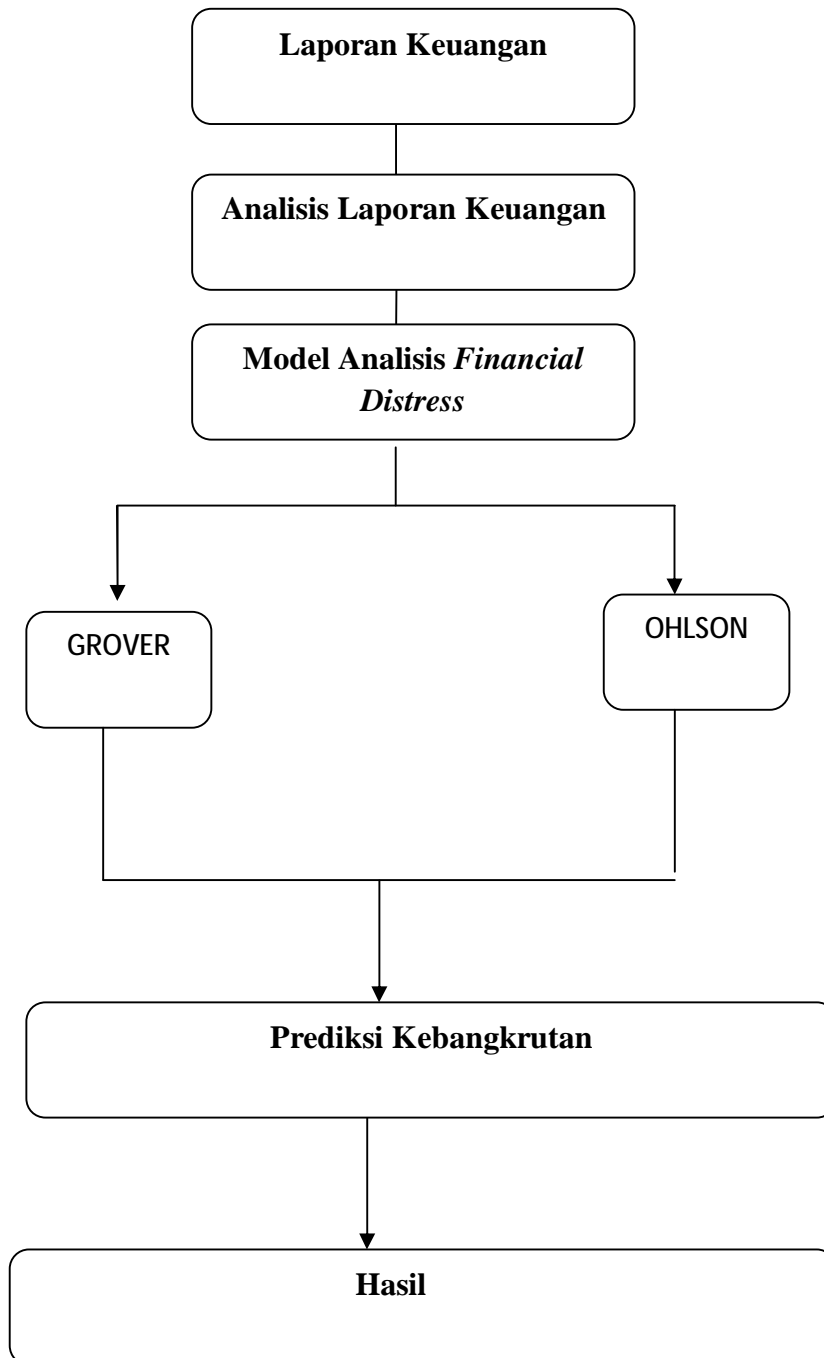 Laporan Keuangan
Analisis Laporan Keuangan
Model Analisis Financial
Distress
GROVER
OHLSON
Prediksi Kebangkrutan
Hasil